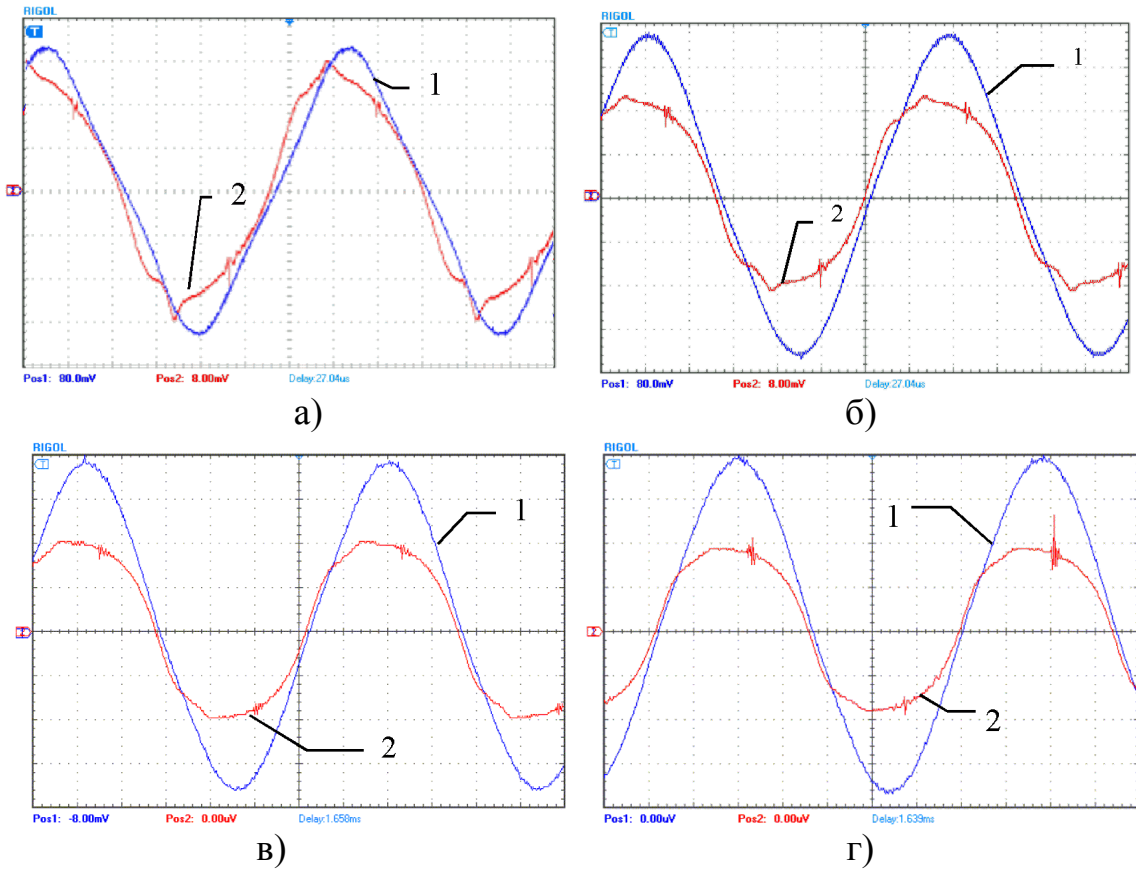 RIGOL
T
1
2
Σ
Pos1: 80.0mV Pos2: 8.00mV Delay:27.04us
а)
RIGOL
T
1
2
Σ
Pos1: 80.0mV Pos2: 8.00mV Delay:27.04us
б)
RIGOL
T
1
2
Σ
Pos1: -8.00mV Pos2: 0.00uV Delay:1.658ms
в)
RIGOL
T
1
2
Σ
Pos1: 0.00uV Pos2: 0.00uV Delay:1.639ms
г)